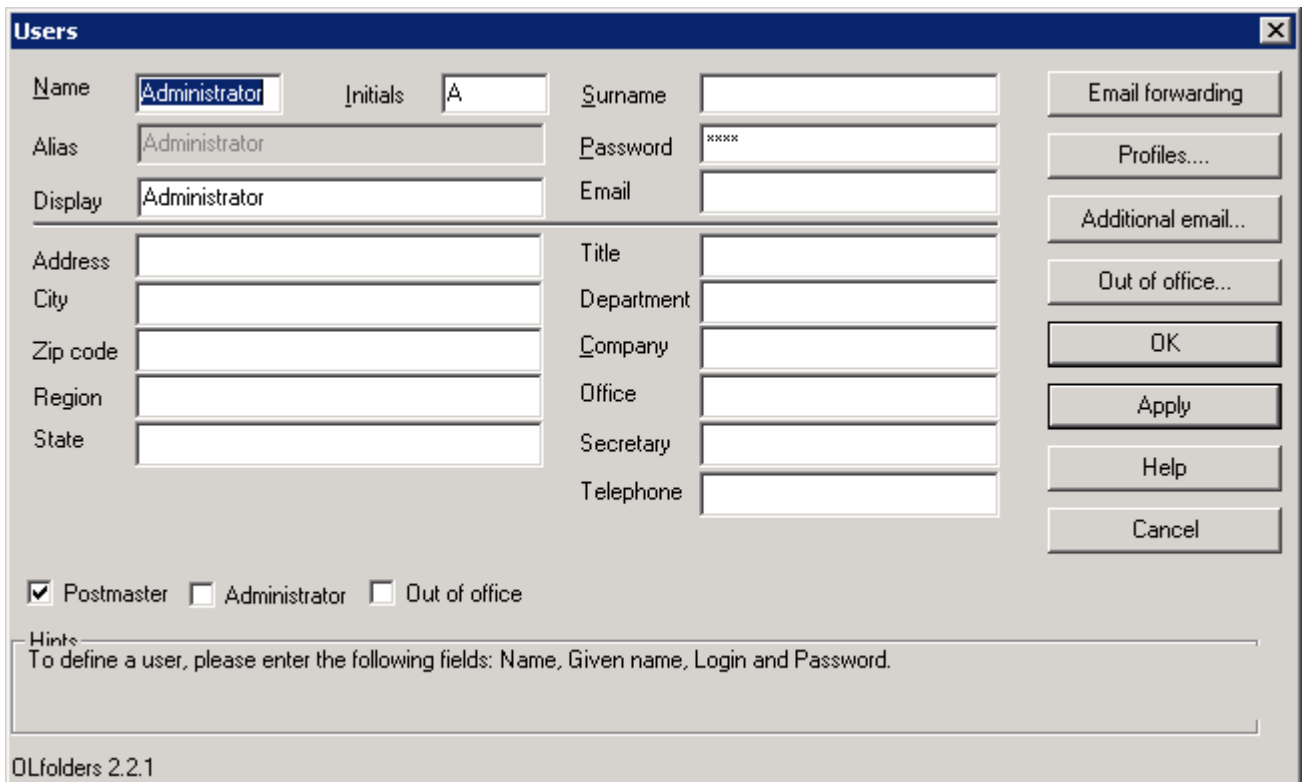 Users
Name Administrator Initials A Surname Email forwarding
Alias Administrator Password **** Profiles....
Display Administrator Email Additional email...
Address Title Out of office...
City Department
Zip code Company OK
Region Office Apply
State Secretary Help
Telephone
Cancel
Postmaster Administrator Out of office
Hints
To define a user, please enter the following fields: Name, Given name, Login and Password.
OLfolders 2.2.1